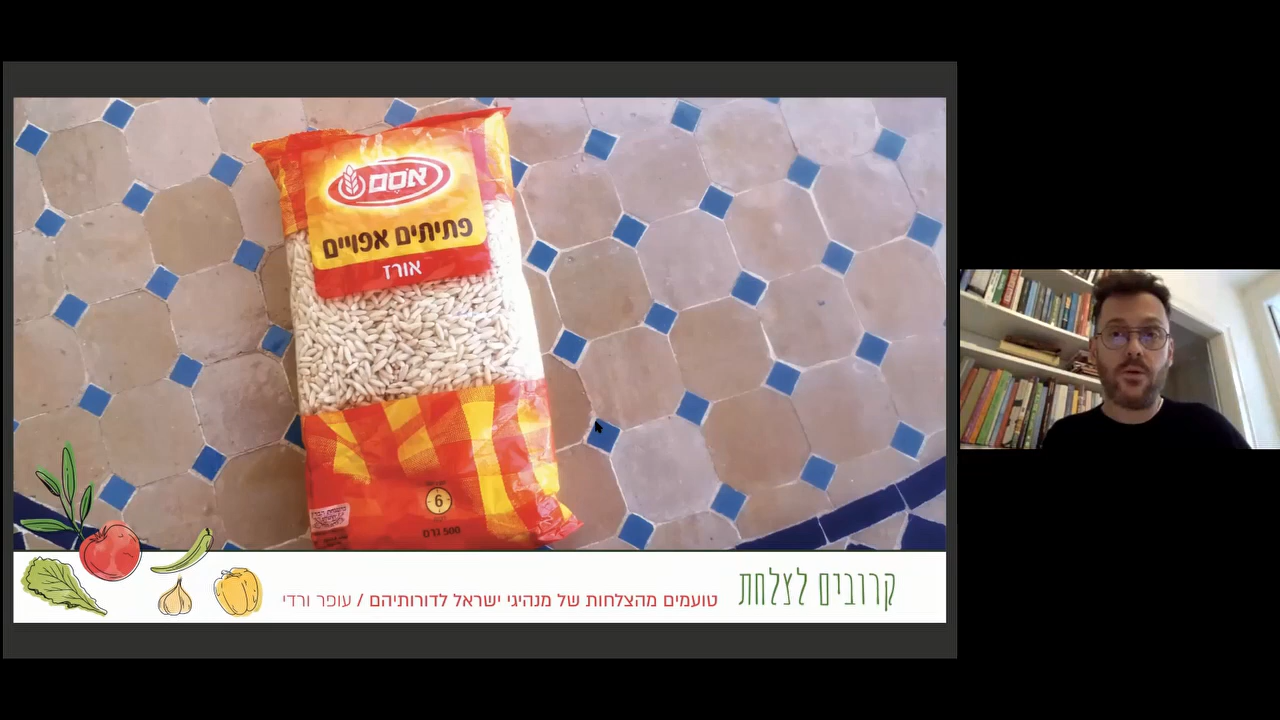 אסם
פתיתים אפויים
אורז
6
500 גרם
קרובים לצלחת
טועמים מהצלחות של מנהיגי ישראל לדורותיהם / עופר ורדי